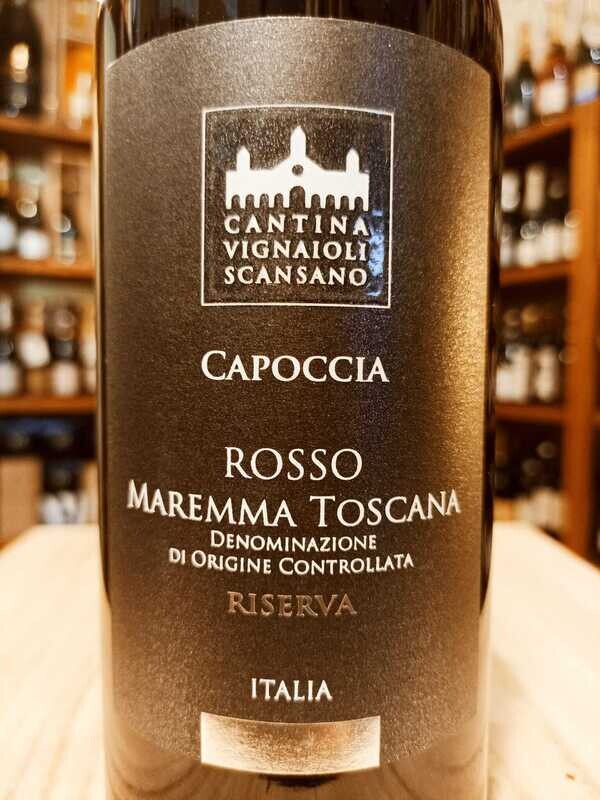 CANTINA
VIGNAIOLI
SCANSANO
CAPOCCIA
ROSSO
MAREMMA TOSCANA
DENOMINAZIONE
DI ORIGINE CONTROLLATA
RISERVA
ITALIA